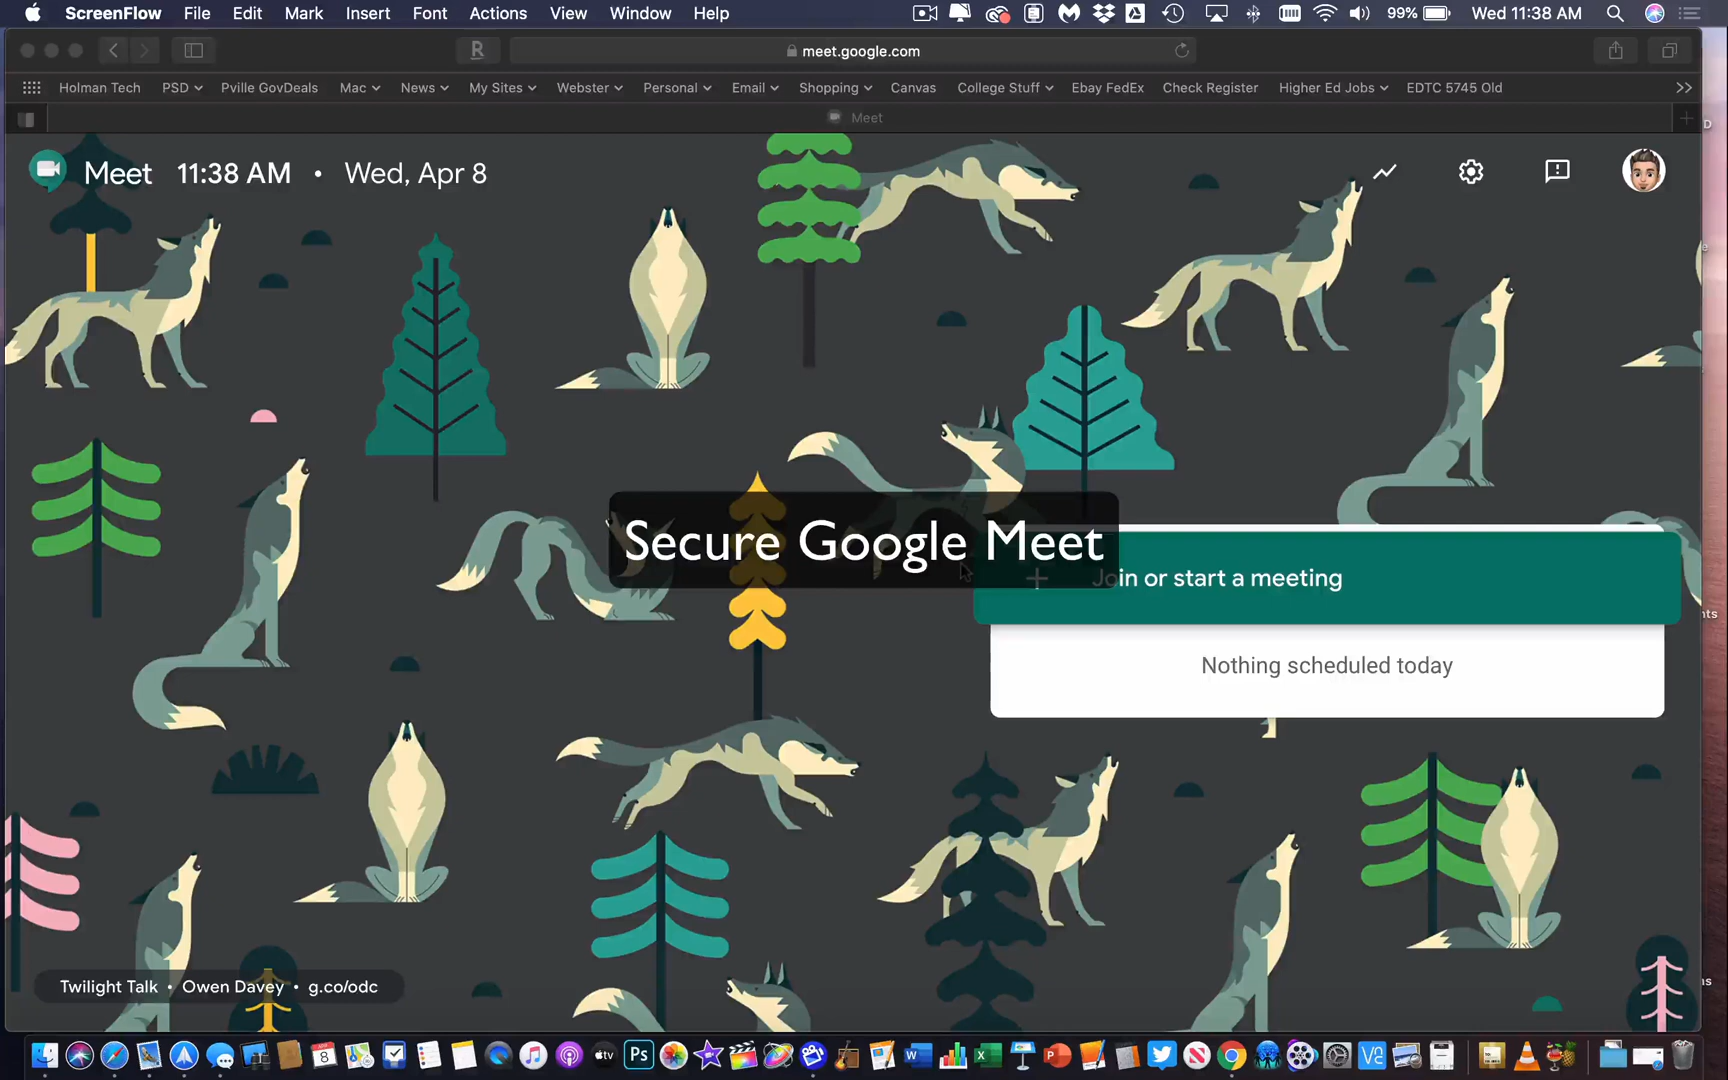 ScreenFlow File Edit Mark Insert Font Actions View Window Help 99% Wed 11:38 AM
meet.google.com
Holman Tech PSD Pville GovDeals Mac News My Sites Webster Personal Email Shopping Canvas College Stuff Ebay FedEx Check Register Higher Ed Jobs EDTC 5745 Old
Meet
Meet 11:38 AM • Wed, Apr 8
Secure Google Meet
Join or start a meeting
Nothing scheduled today
Twilight Talk • Owen Davey • g.co/odc